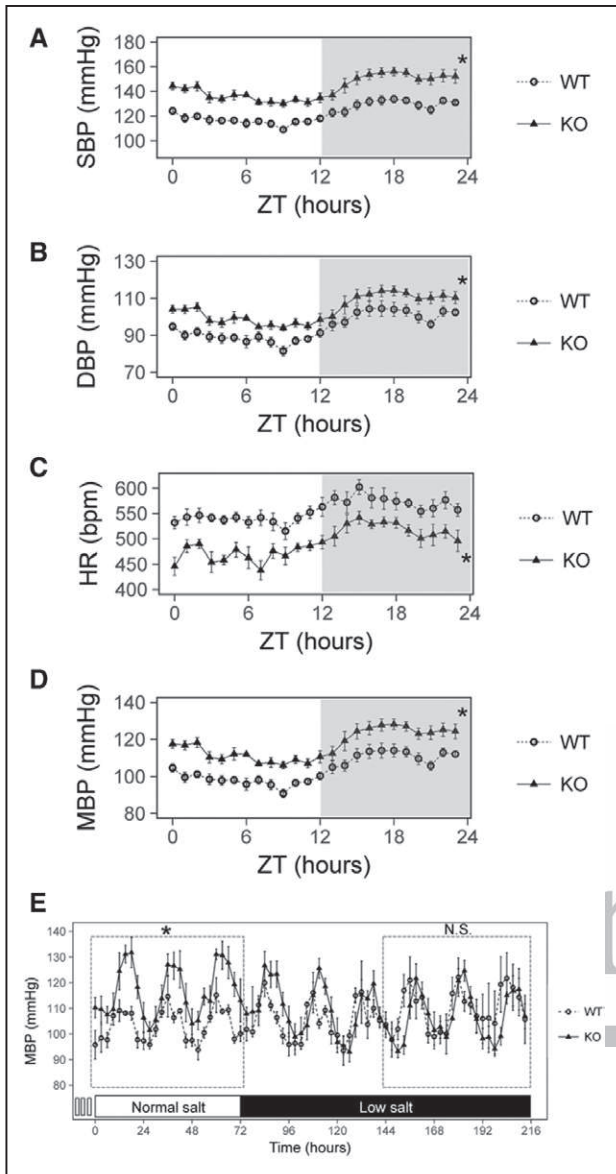 A
SBP (mmHg)
180
160
140
120
100
0 6 12 18 24
ZT (hours)
*
WT
KO
B
DBP (mmHg)
130
110
90
70
0 6 12 18 24
ZT (hours)
*
WT
KO
C
HR (bpm)
600
550
500
450
400
0 6 12 18 24
ZT (hours)
*
WT
KO
D
MBP (mmHg)
140
120
100
80
0 6 12 18 24
ZT (hours)
*
WT
KO
E
MBP (mmHg)
140
130
120
110
100
90
80
*
N.S.
WT
KO
Normal salt Low salt
0 24 48 72 96 120 144 168 192 216
Time (hours)